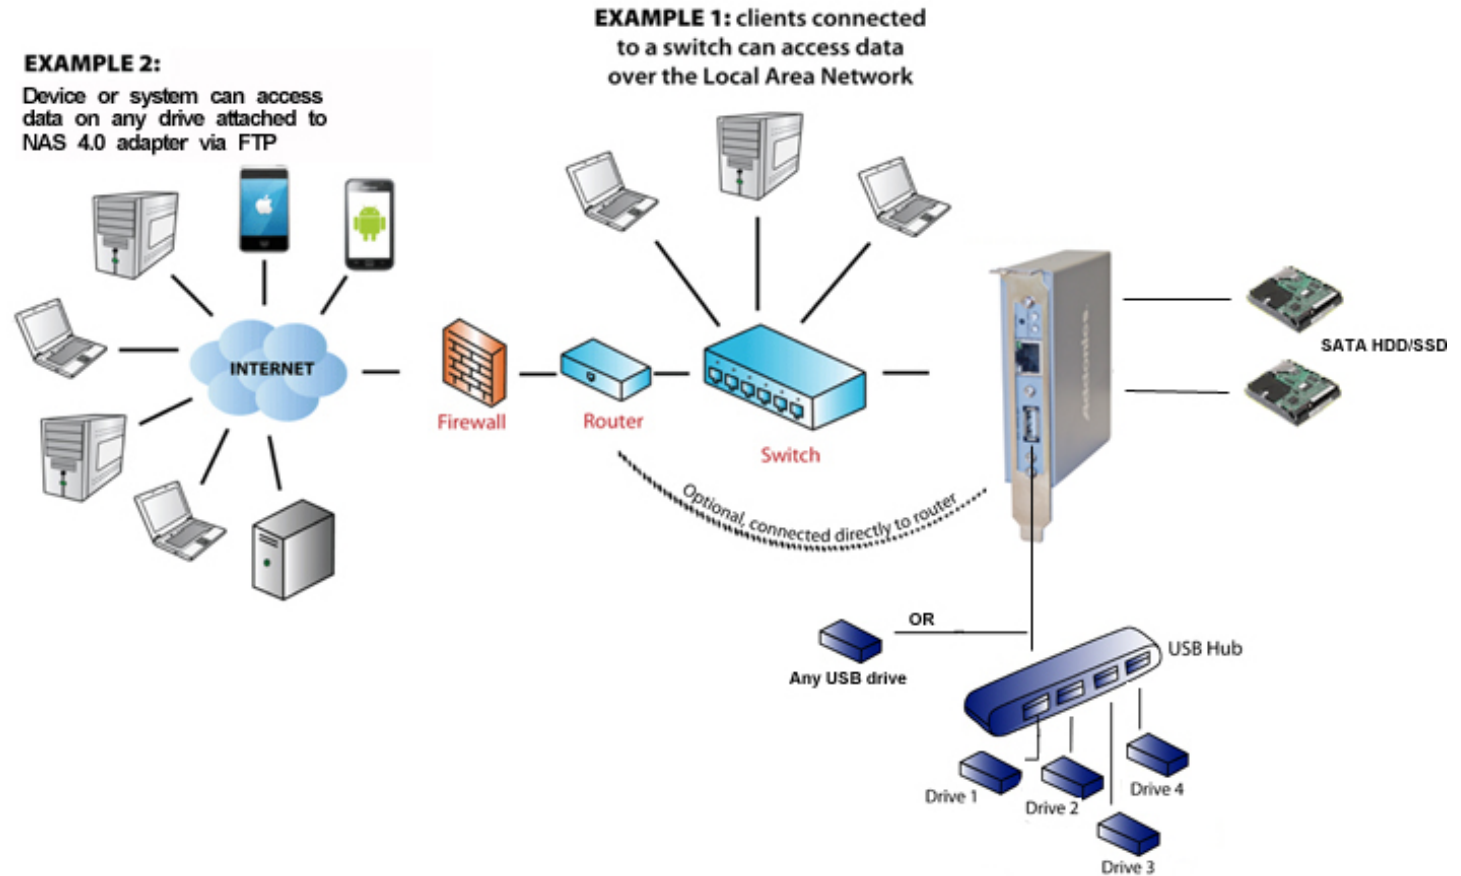 EXAMPLE 1: clients connected
to a switch can access data
over the Local Area Network
EXAMPLE 2:
Device or system can access
data on any drive attached to
NAS 4.0 adapter via FTP
INTERNET
Firewall
Router
Switch
Optional, connected directly to router
Addonics
SATA HDD/SSD
OR
Any USB drive
USB Hub
Drive 1
Drive 2
Drive 4
Drive 3